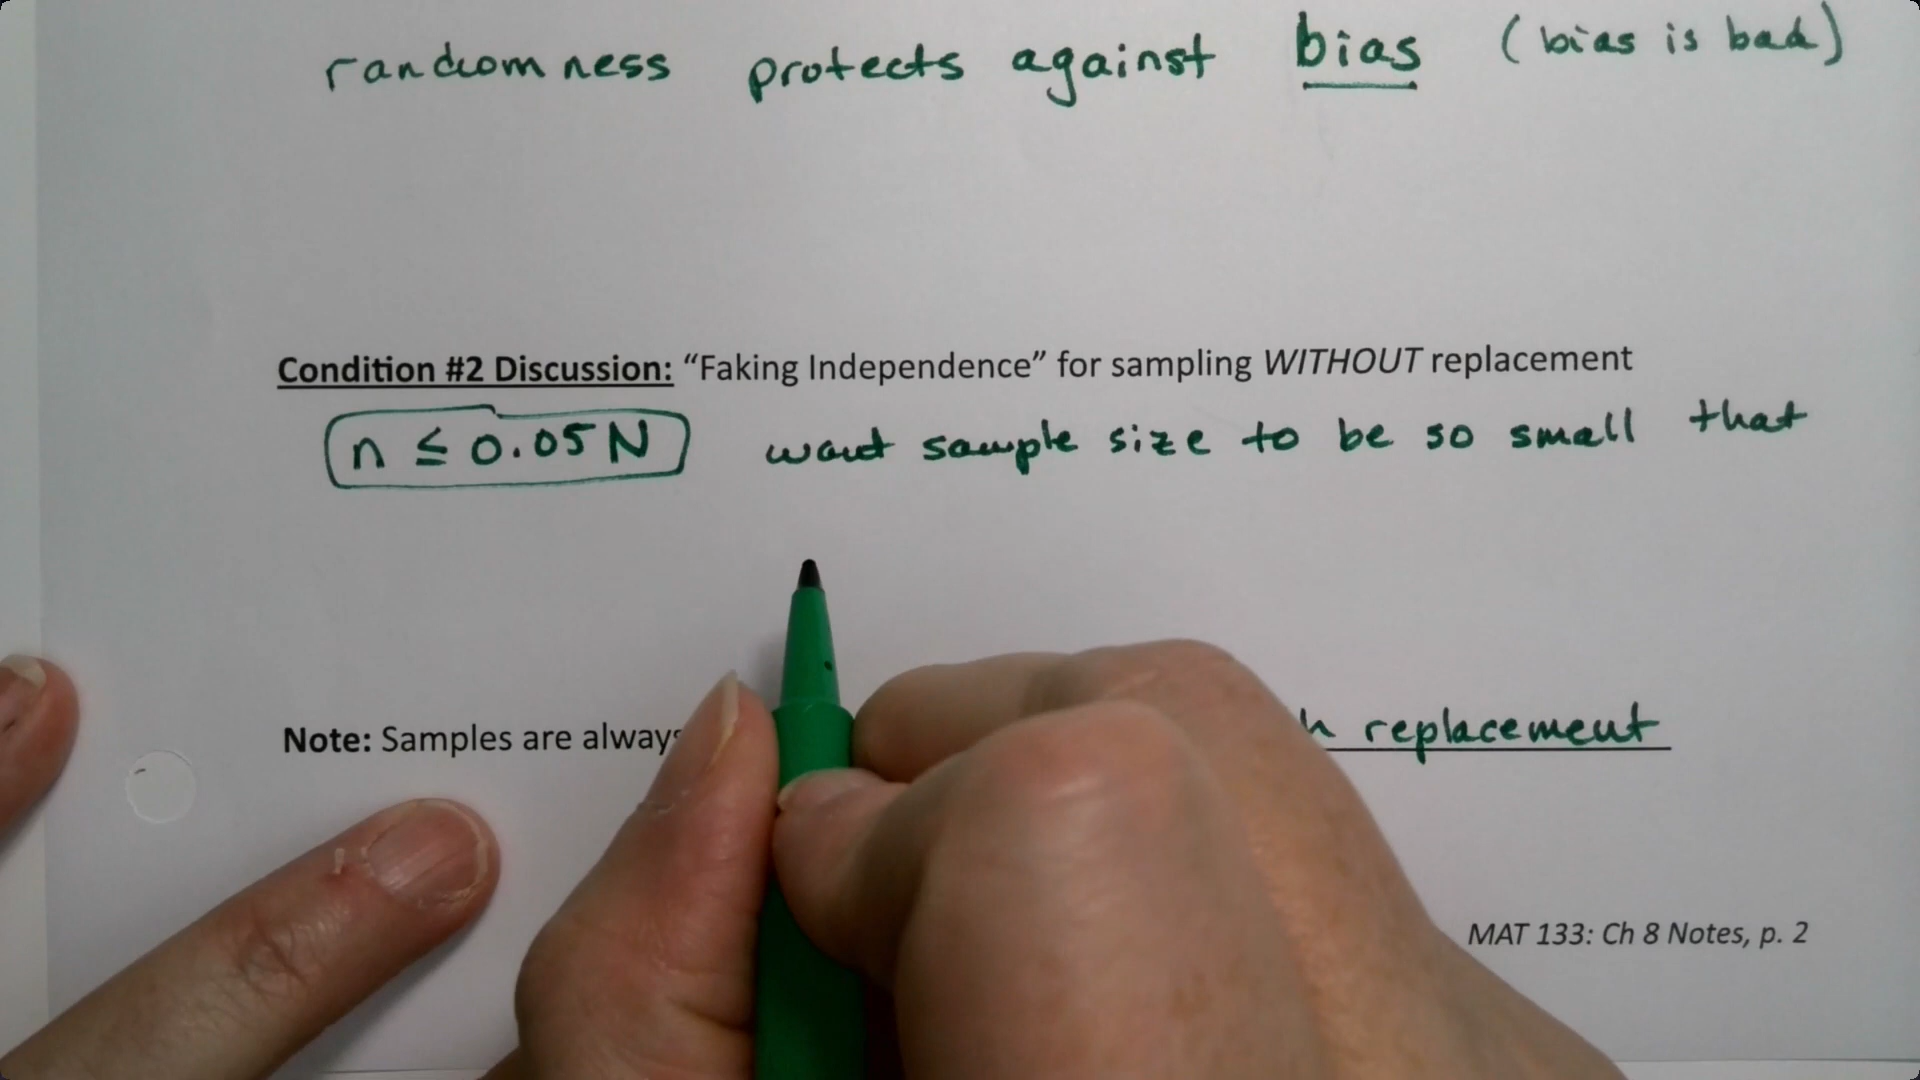 randomness protects against bias (bias is bad)
Condition #2 Discussion: “Faking Independence” for sampling WITHOUT replacement
n ≤ 0.05N want sample size to be so small that
Note: Samples are always replacement
MAT 133: Ch 8 Notes, p. 2